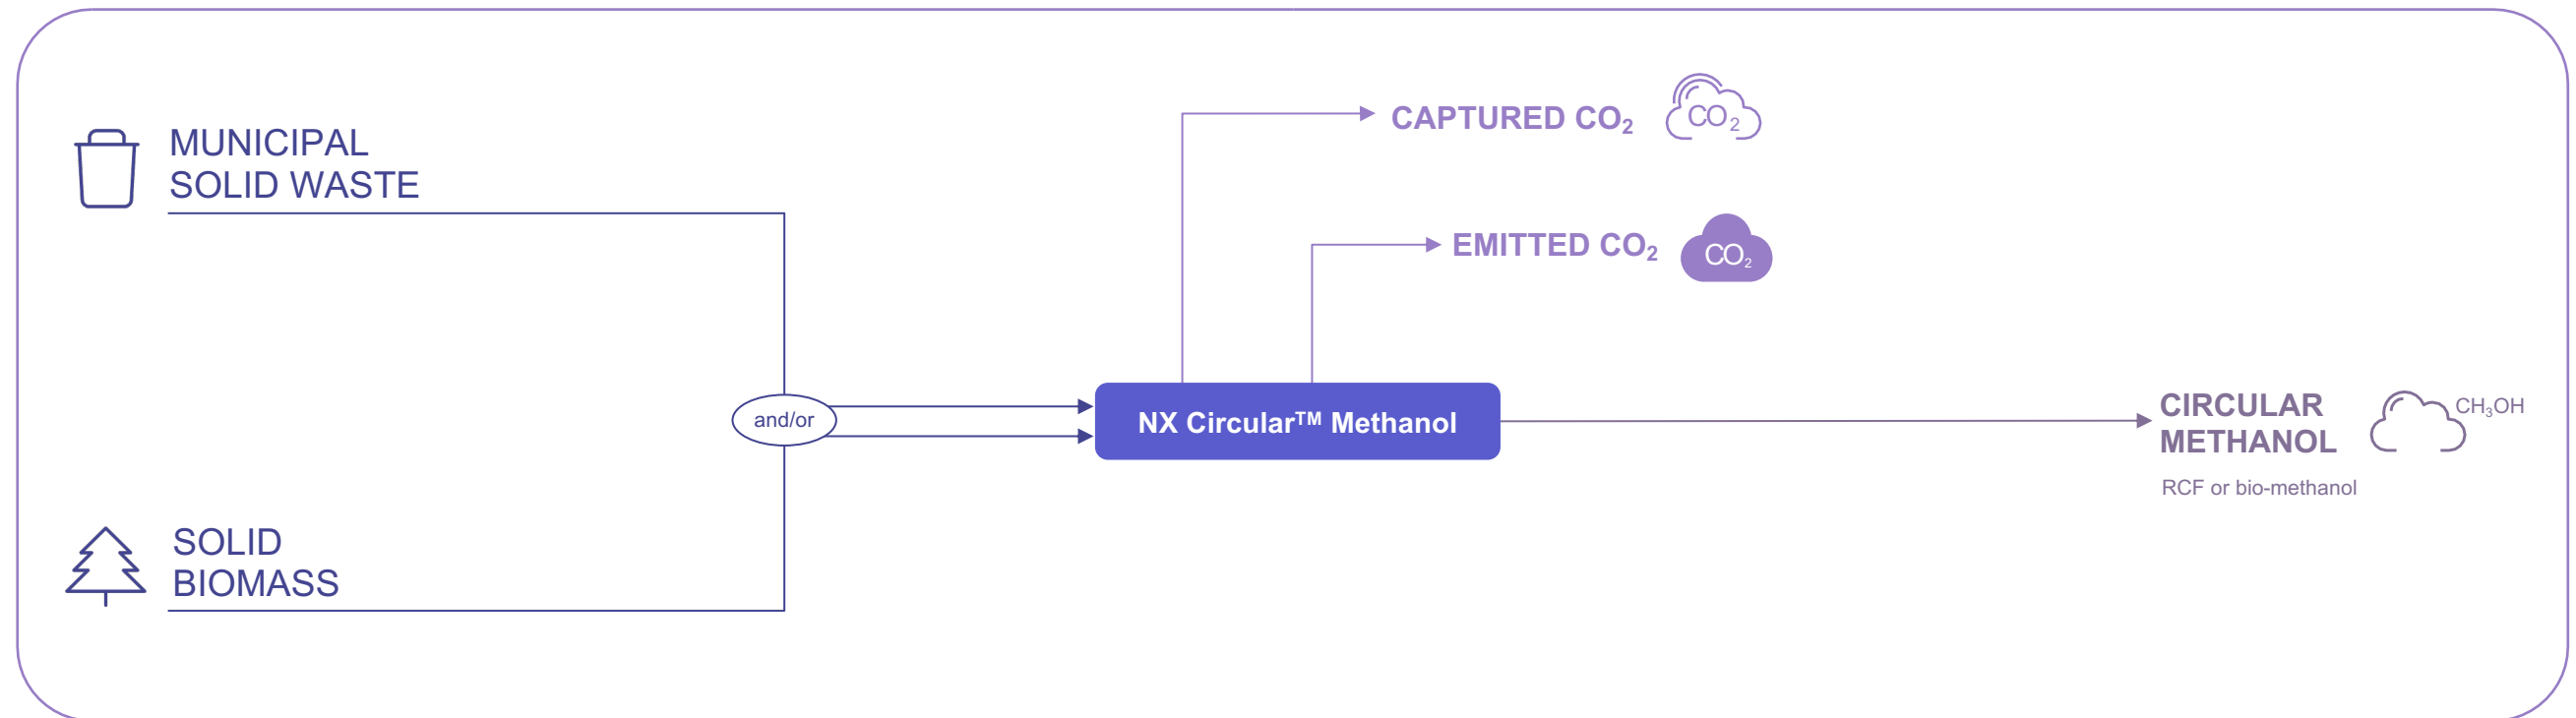 MUNICIPAL
SOLID WASTE
SOLID
BIOMASS
and/or
NX Circular™ Methanol
CAPTURED CO₂
CO₂
EMITTED CO₂
CO₂
CIRCULAR
METHANOL
CH₃OH
RCF or bio-methanol